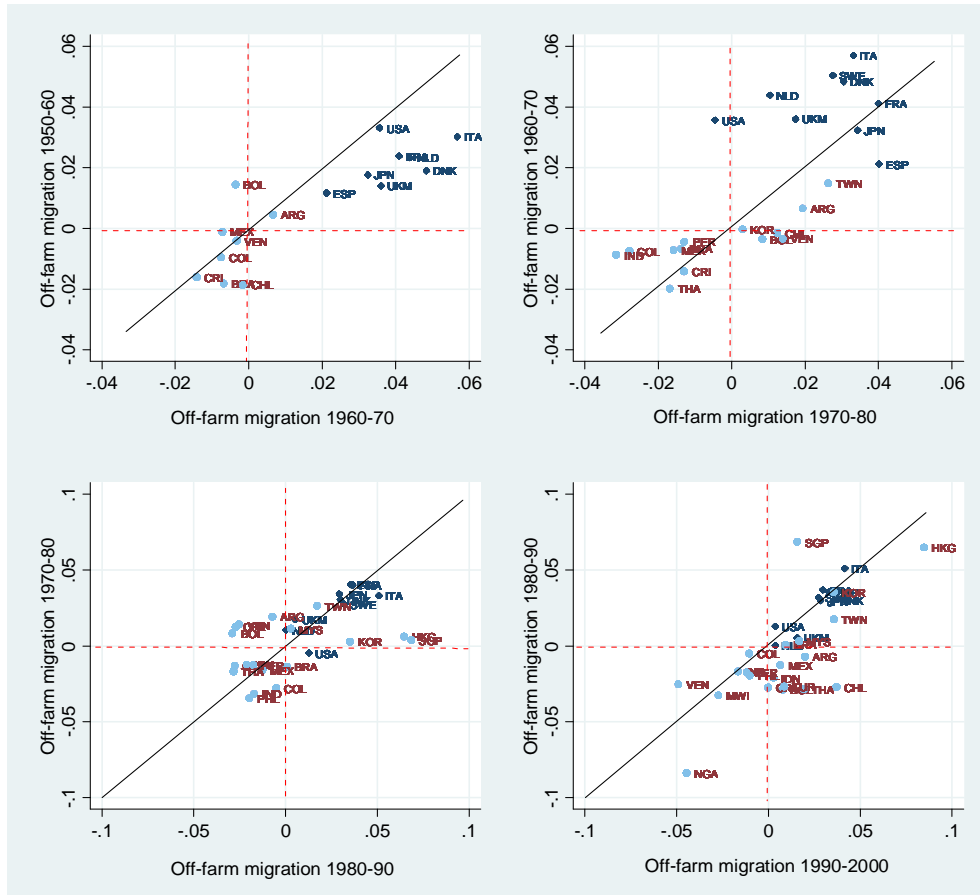 Off-farm migration 1950-60
.06
.04
.02
0
-.02
-.04
USA
ITA
NLD
DNK
JPN
UKM
ESP
BOL
ARG
MEX
VEN
COL
CRI
CHL
-.04
-.02
0
.02
.04
.06
Off-farm migration 1960-70
Off-farm migration 1960-70
.06
.04
.02
0
-.02
-.04
ITA
SWE
DNK
NLD
FRA
USA
UKM
JPN
ESP
TWN
ARG
KOR
CHL
VEN
PER
COL
IND
CRI
THA
-.04
-.02
0
.02
.04
.06
Off-farm migration 1970-80
Off-farm migration 1970-80
.1
.05
0
-.05
-.1
ITA
SWE
TWN
ARG
UKM
BOL
KOR
HKG
SGP
USA
BRA
THA
MEX
COL
IND
PHL
-.1
-.05
0
.05
.1
Off-farm migration 1980-90
Off-farm migration 1980-90
.1
.05
0
-.05
-.1
SGP
HKG
ITA
KOR
TWN
USA
UKM
COL
ARG
MEX
IDN
VEN
MWI
THA
CHL
NGA
-.1
-.05
0
.05
.1
Off-farm migration 1990-2000